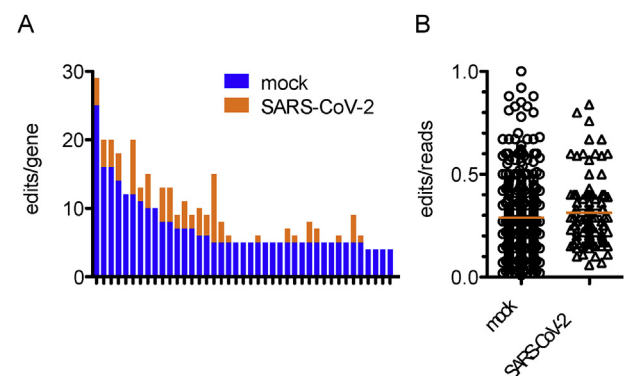 A
30
20
10
0
edits/gene
mock
SARS-CoV-2
B
1.0
0.5
0.0
edits/reads
mock
SARS-CoV-2